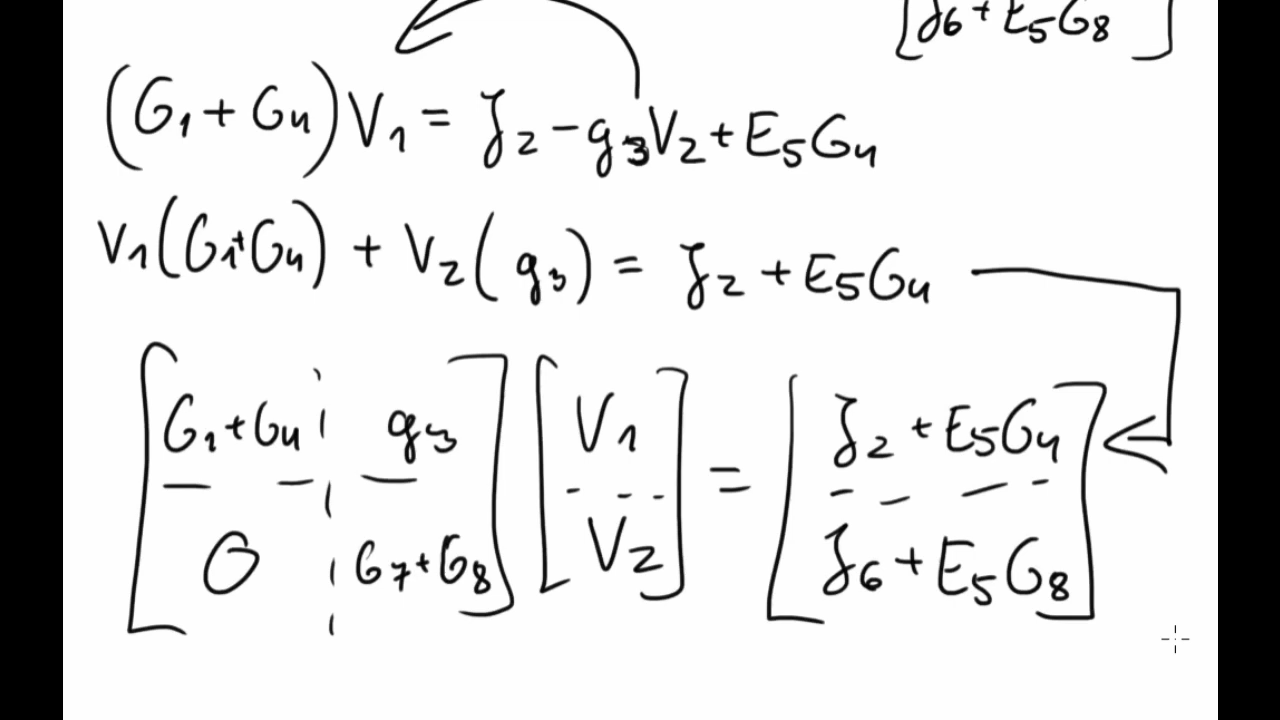 [J6 + E5G8]
(G1 + G4)V1 = J2 - g3V2 + E5G4
V1(G1+G4) + V2(g3) = J2 + E5G4
[G1+G4 g3] [V1] = [J2 + E5G4]
[0 G7+G8] [V2] [J6 + E5G8]